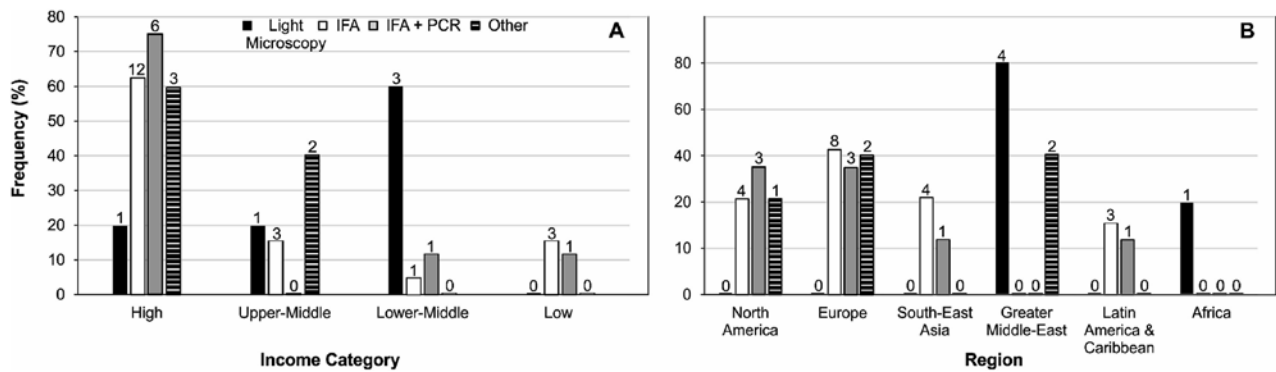 80
70
60
50
40
30
20
10
0
Frequency (%)
Light Microscopy
IFA
IFA + PCR
Other
A
1
12
6
3
1
3
0
2
3
1
1
0
0
3
1
0
High
Upper-Middle
Lower-Middle
Low
Income Category
B
80
60
40
20
10
0
0
4
3
1
0
8
3
2
0
4
1
0
4
0
0
2
0
3
1
0
1
0
0
0
North America
Europe
South-East Asia
Greater Middle-East
Latin America & Caribbean
Africa
Region